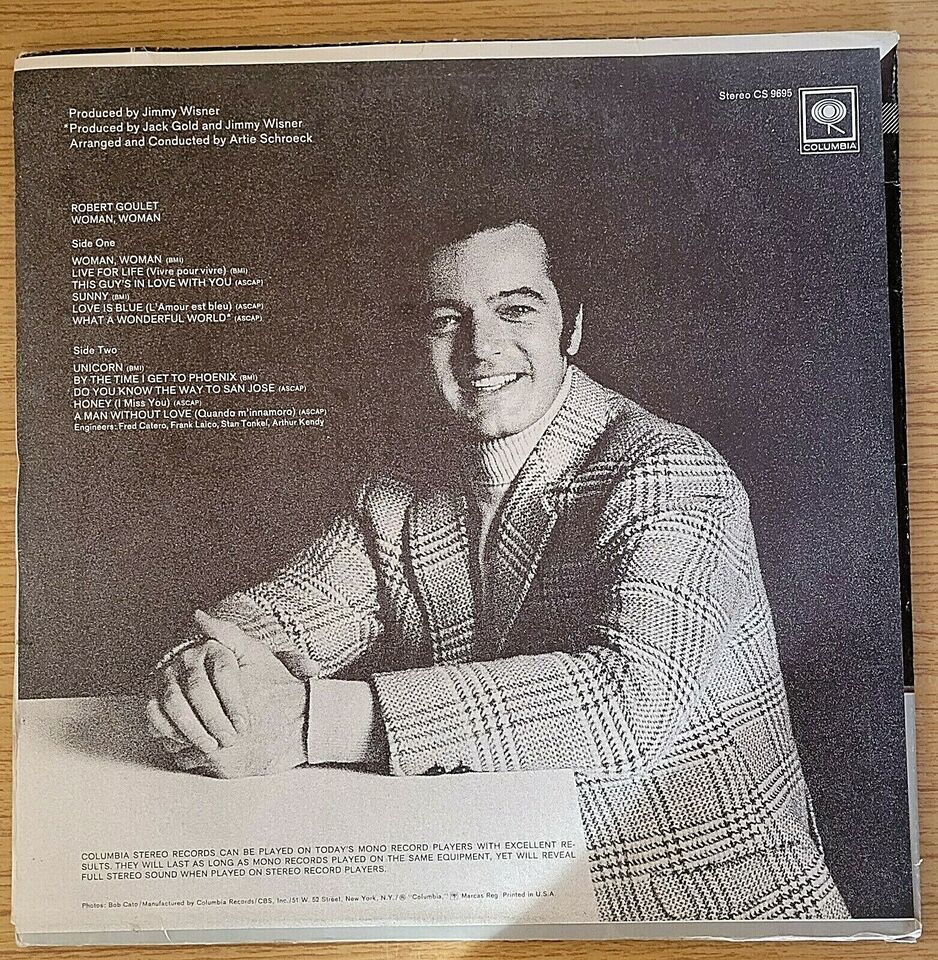 Produced by Jimmy Wisner
*Produced by Jack Gold and Jimmy Wisner
Arranged and Conducted by Artie Schroeck
Stereo CS 9695
COLUMBIA
ROBERT GOULET
WOMAN, WOMAN
Side One
WOMAN, WOMAN (BMI)
LIVE FOR LIFE (Vivre pour vivre) (BMI)
THIS GUY'S IN LOVE WITH YOU (ASCAP)
SUNNY (BMI)
LOVE IS BLUE (L'Amour est bleu) (ASCAP)
WHAT A WONDERFUL WORLD* (ASCAP)
Side Two
UNICORN (BMI)
BY THE TIME I GET TO PHOENIX (BMI)
DO YOU KNOW THE WAY TO SAN JOSE (ASCAP)
HONEY (I Miss You) (ASCAP)
A MAN WITHOUT LOVE (Quando m'innamoro) (ASCAP)
Engineers: Fred Catero, Frank Laico, Stan Tonkel, Arthur Kendy
COLUMBIA STEREO RECORDS CAN BE PLAYED ON TODAY'S MONO RECORD PLAYERS WITH EXCELLENT RE-
SULTS. THEY WILL LAST AS LONG AS MONO RECORDS PLAYED ON THE SAME EQUIPMENT, YET WILL REVEAL
FULL STEREO SOUND WHEN PLAYED ON STEREO RECORD PLAYERS.
Photos: Bob Cato/Manufactured by Columbia Records/CBS, Inc./51 W. 52 Street, New York, N.Y./® "Columbia," Marcas Reg. Printed in U.S.A.